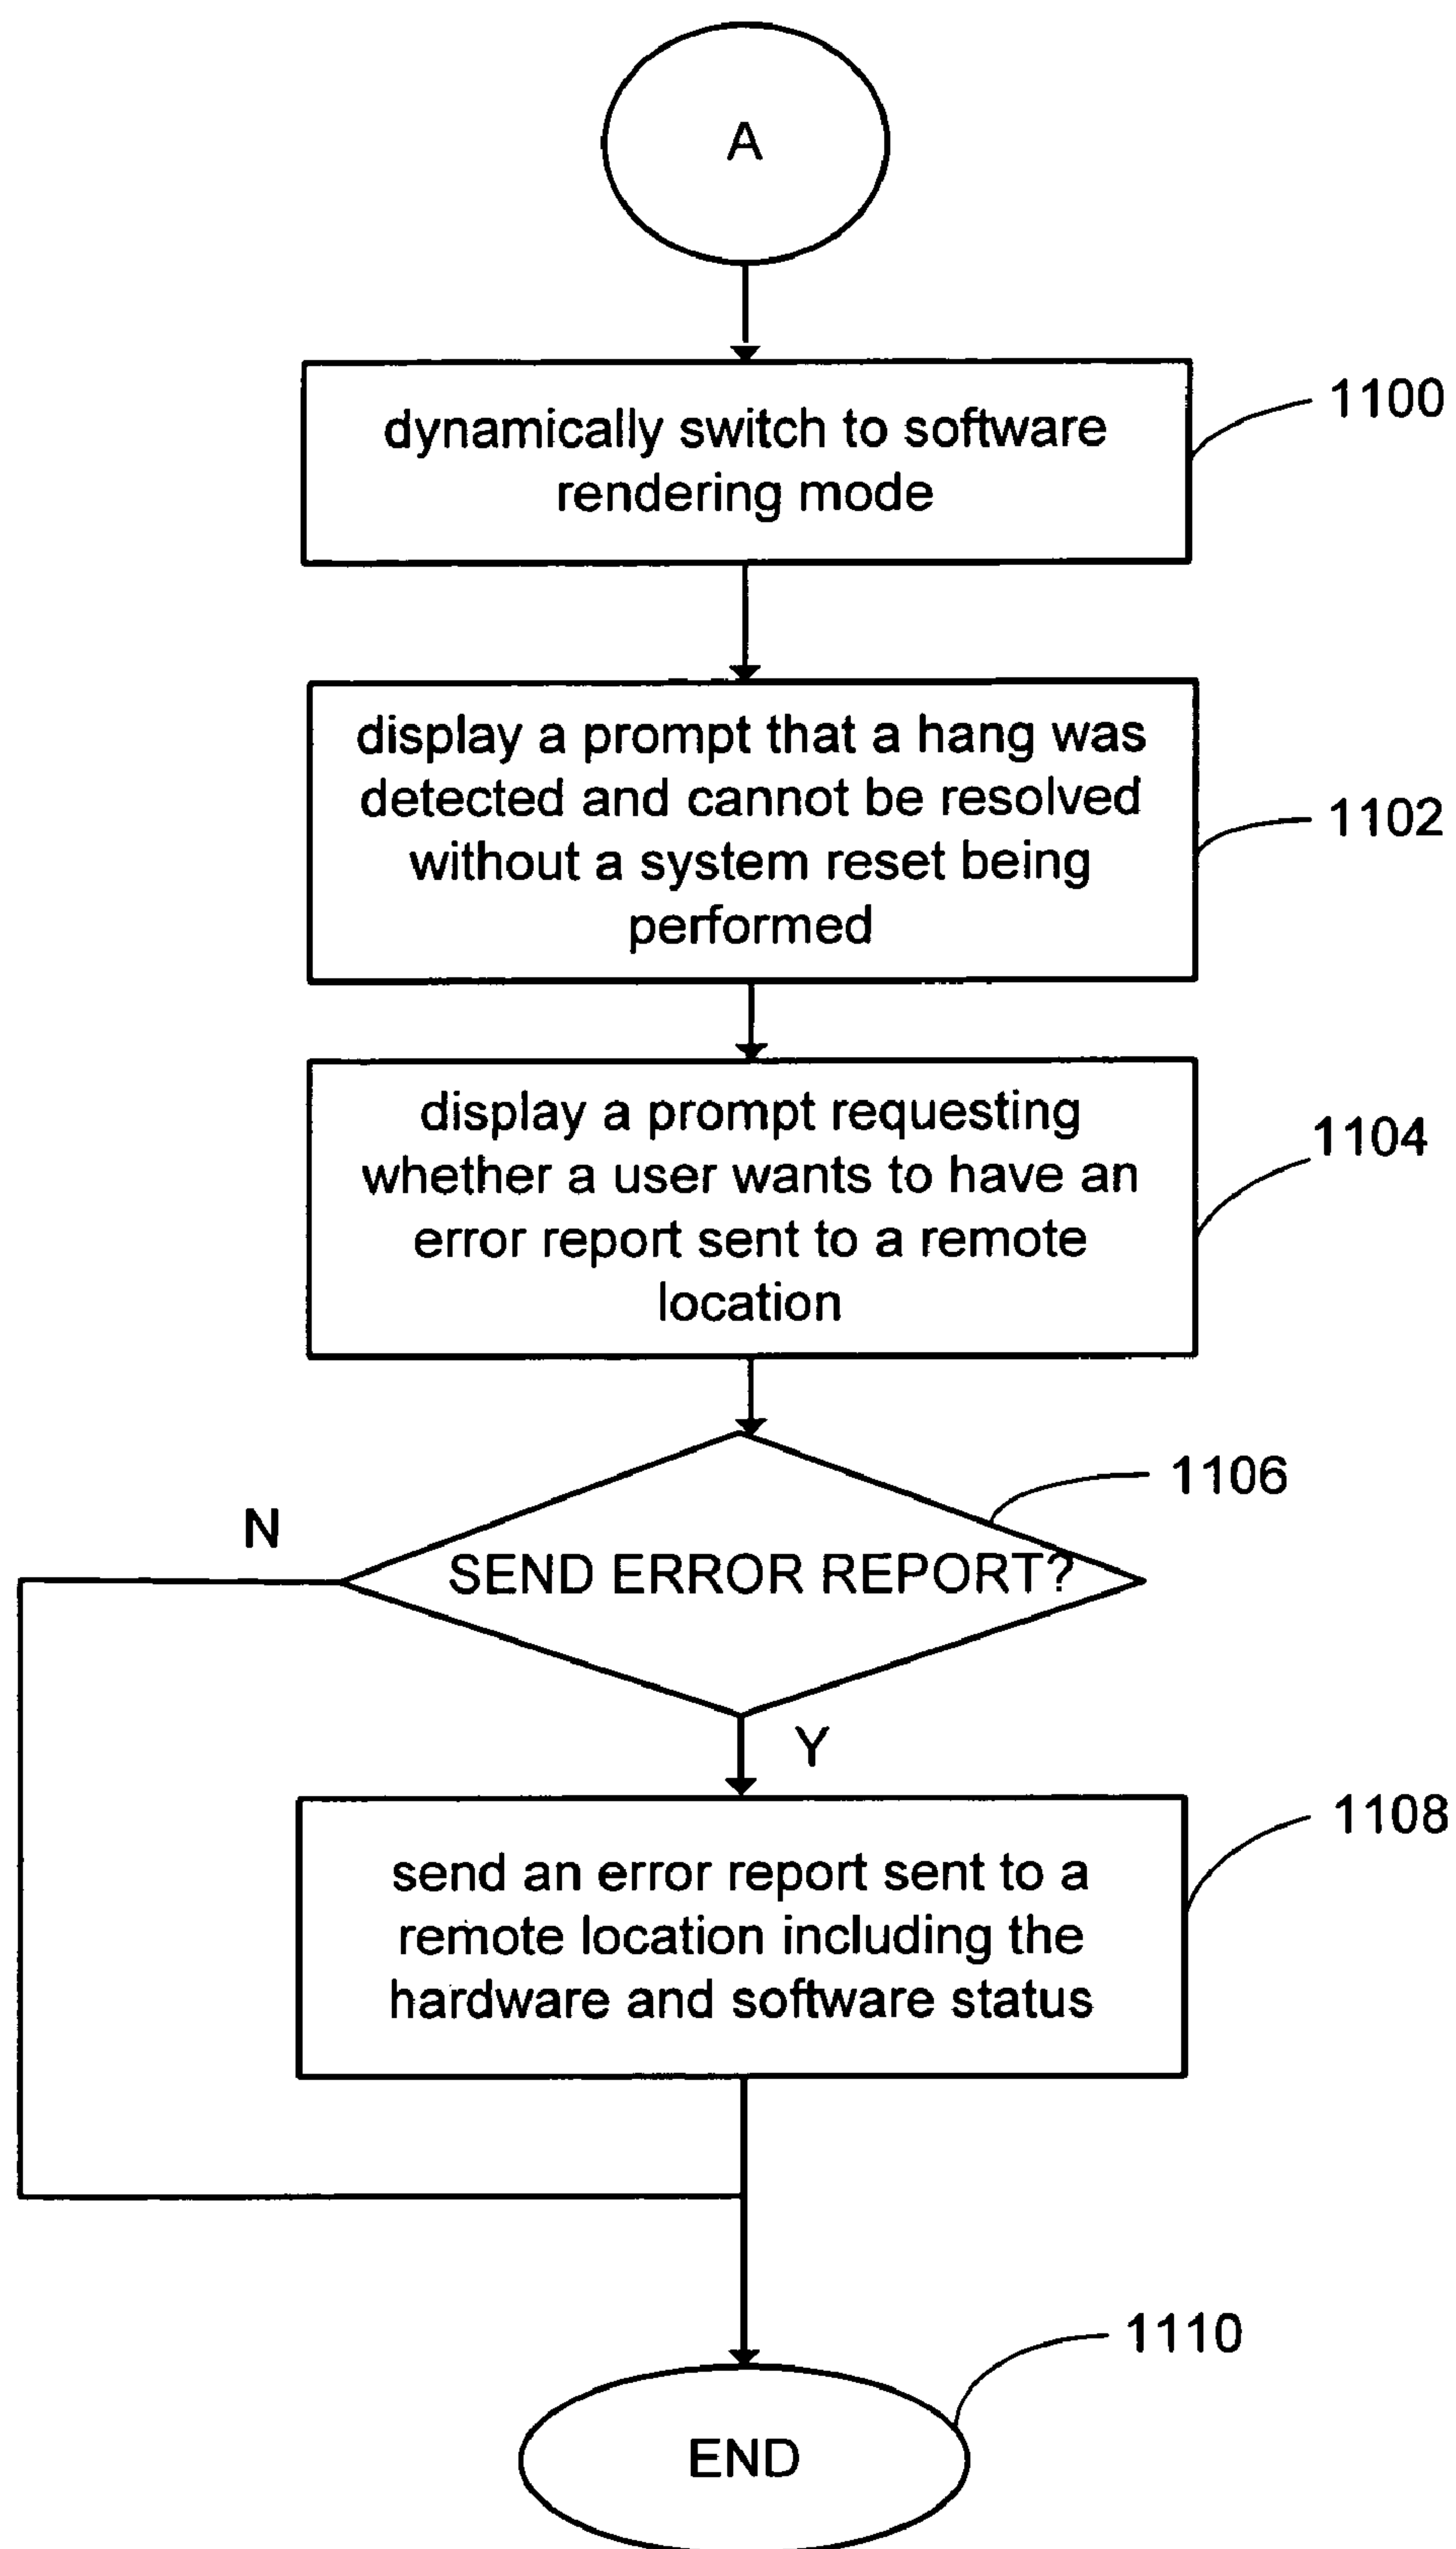 A
dynamically switch to software
rendering mode
1100
display a prompt that a hang was
detected and cannot be resolved
without a system reset being
performed
1102
display a prompt requesting
whether a user wants to have an
error report sent to a remote
location
1104
1106
N
SEND ERROR REPORT?
Y
send an error report sent to a
remote location including the
hardware and software status
1108
1110
END